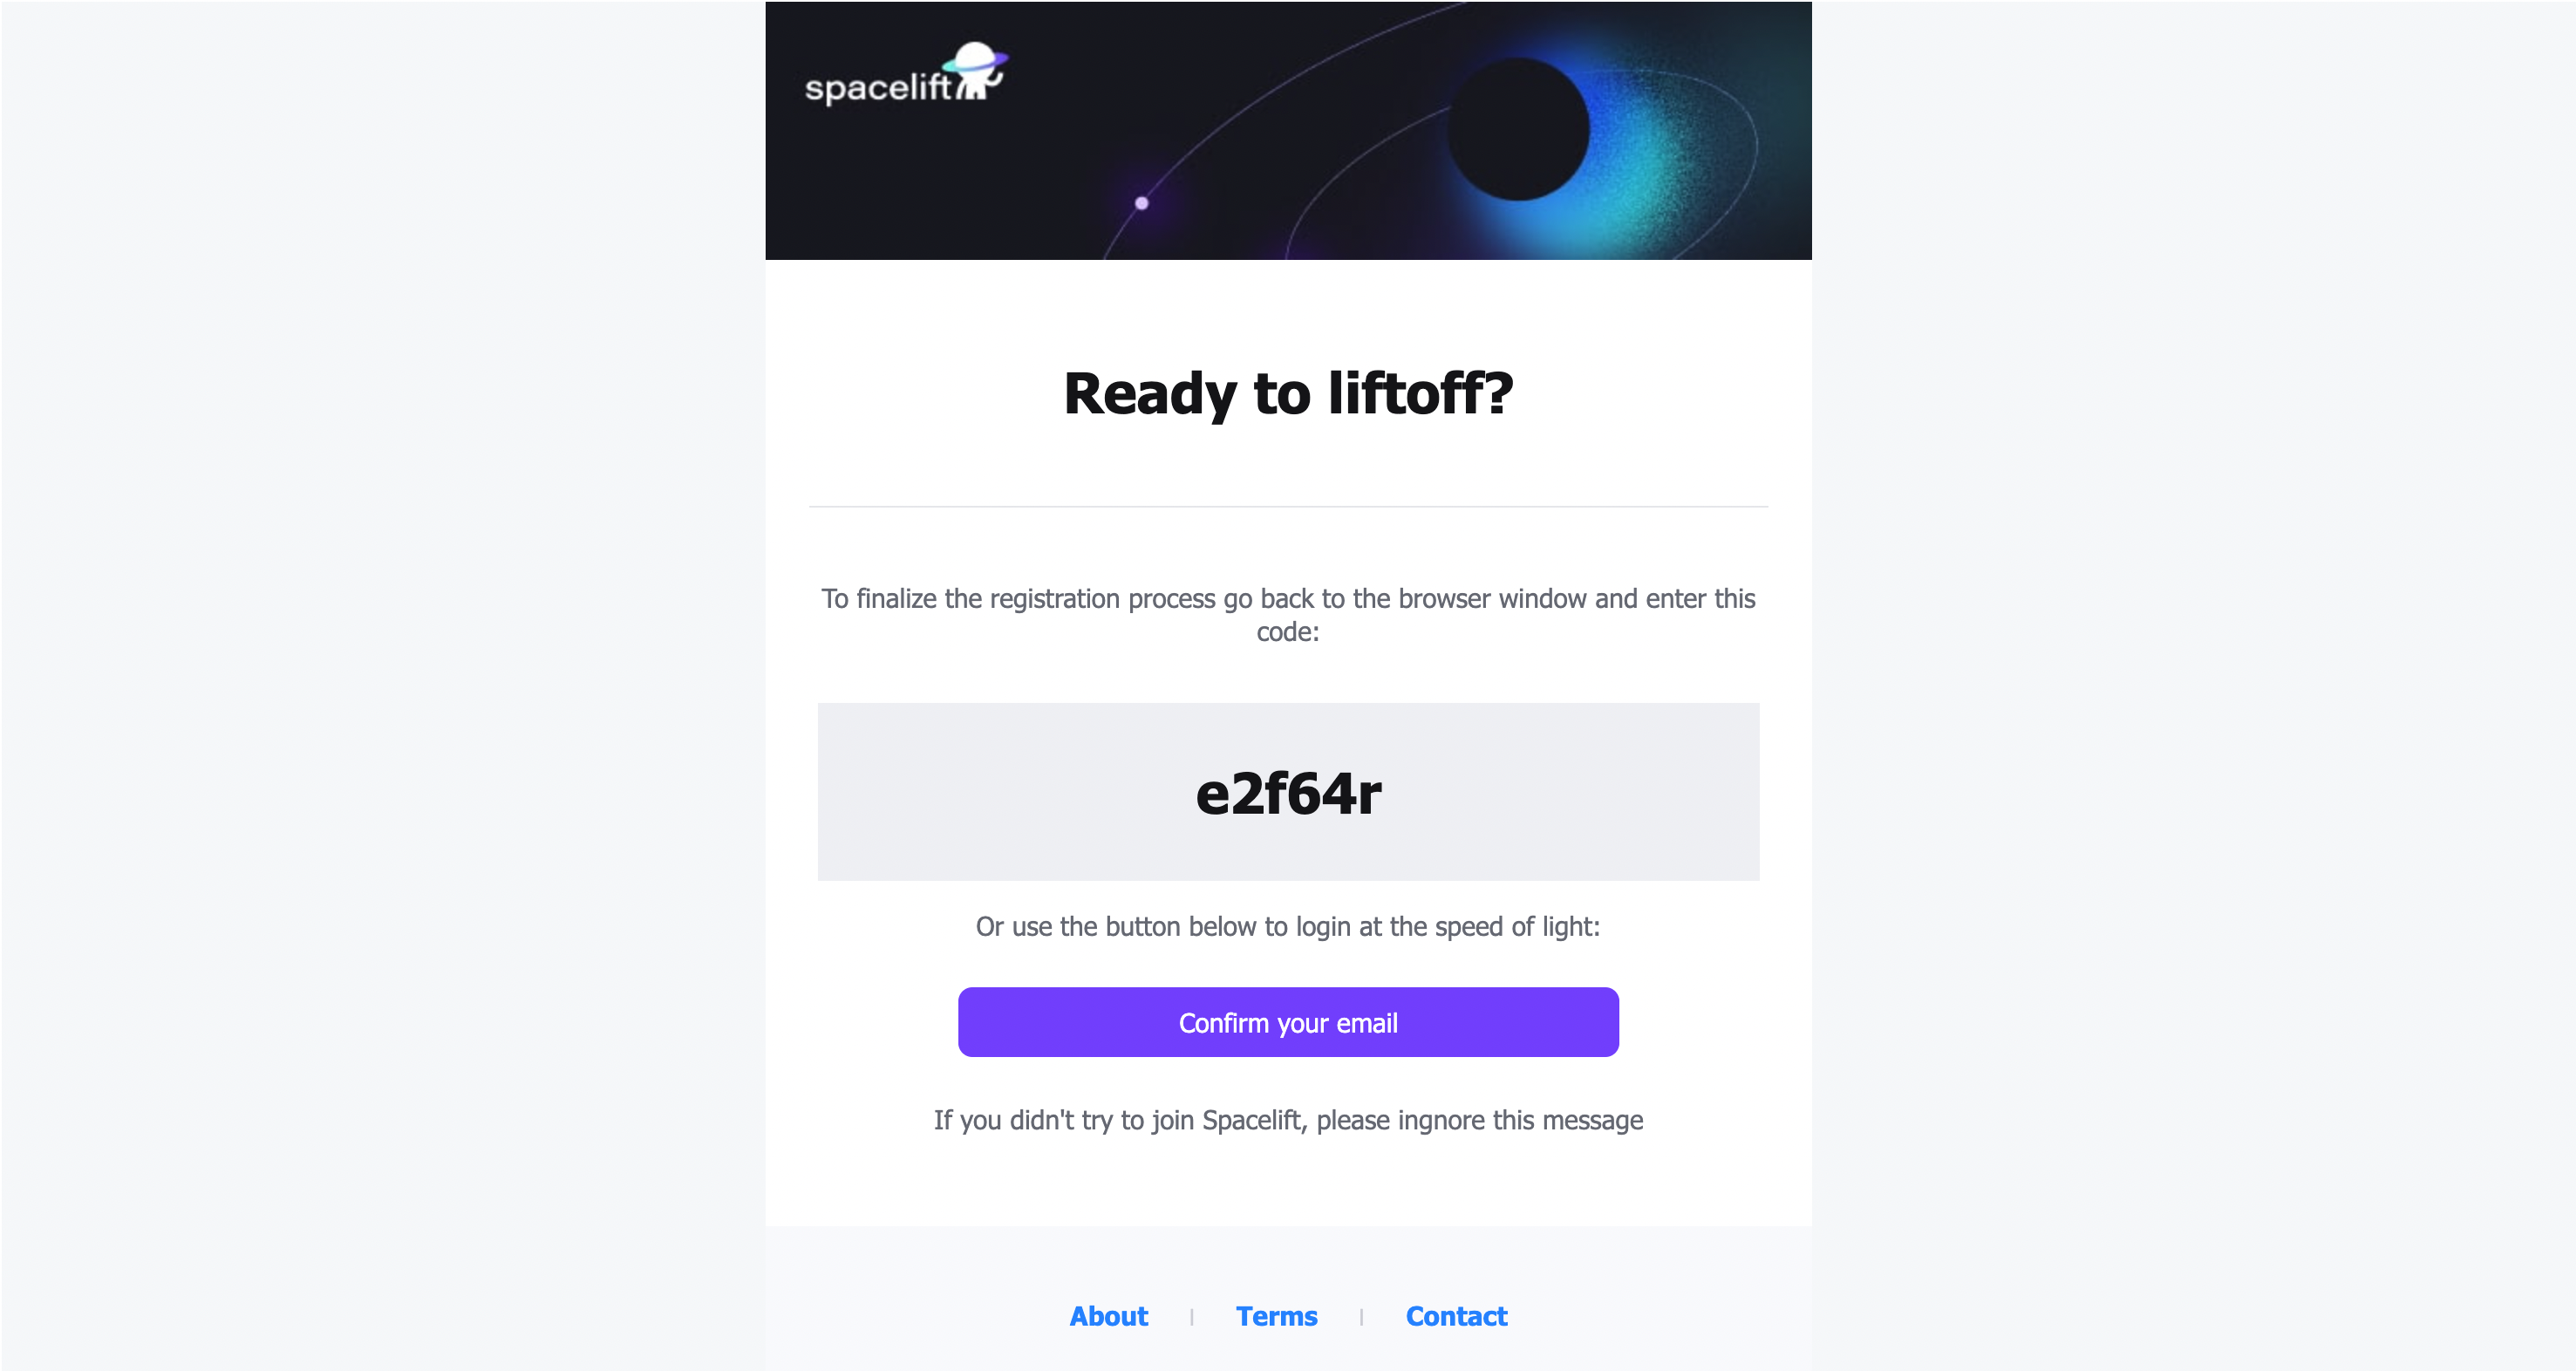 spacelift
Ready to liftoff?
To finalize the registration process go back to the browser window and enter this
code:
e2f64r
Or use the button below to login at the speed of light:
Confirm your email
If you didn't try to join Spacelift, please ingnore this message
About | Terms | Contact